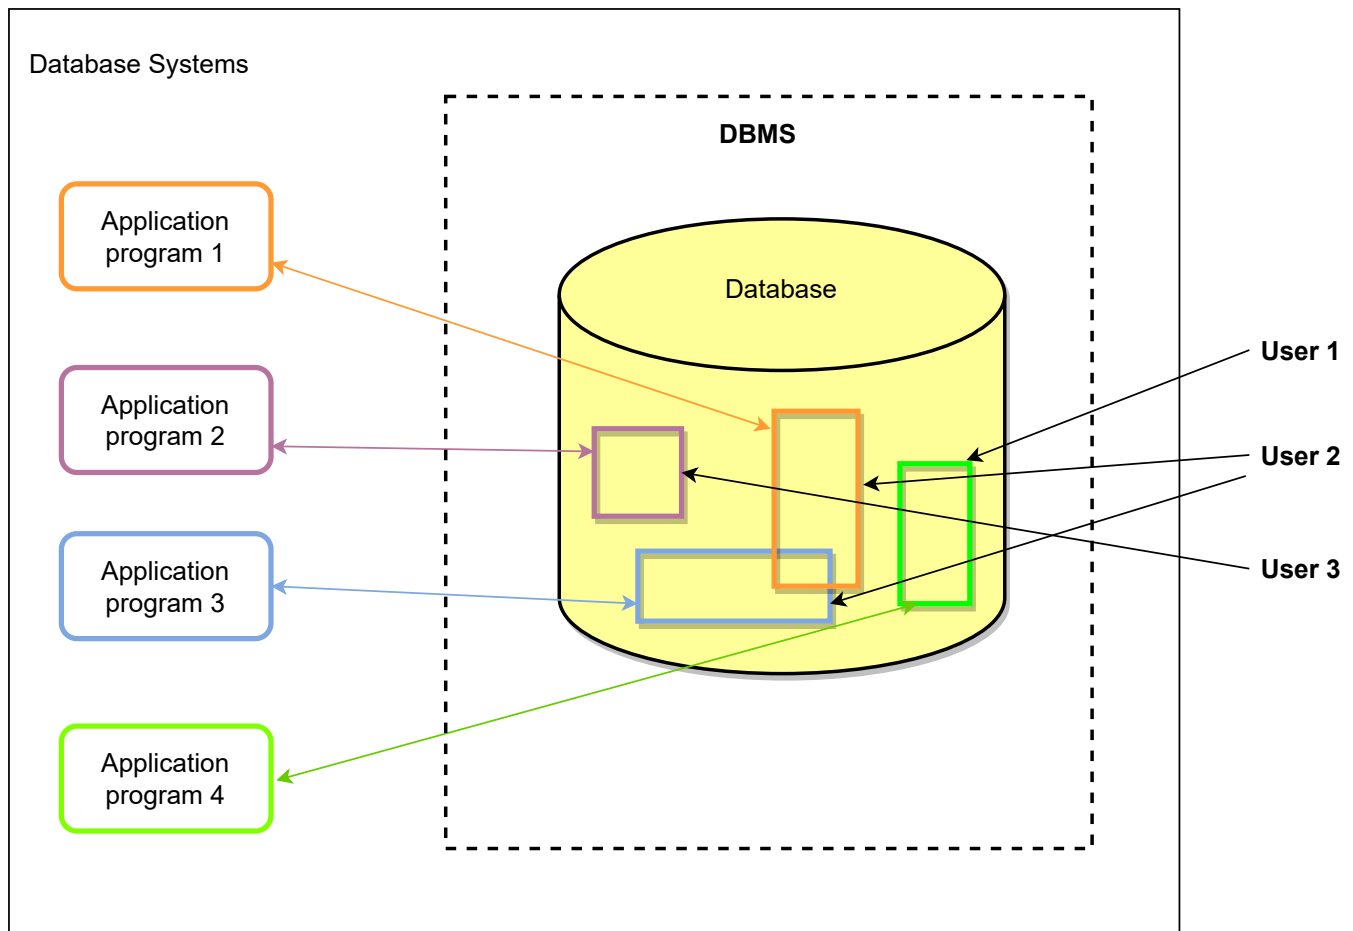 Database Systems
DBMS
Application
program 1
Database
User 1
Application
program 2
User 2
Application
program 3
User 3
Application
program 4